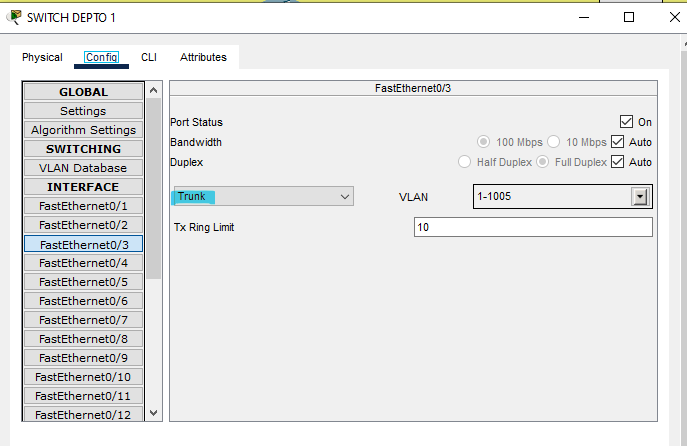 SWITCH DEPTO 1
Physical Config CLI Attributes
GLOBAL
Settings
Algorithm Settings
SWITCHING
VLAN Database
INTERFACE
FastEthernet0/1
FastEthernet0/2
FastEthernet0/3
FastEthernet0/4
FastEthernet0/5
FastEthernet0/6
FastEthernet0/7
FastEthernet0/8
FastEthernet0/9
FastEthernet0/10
FastEthernet0/11
FastEthernet0/12
FastEthernet0/3
Port Status On
Bandwidth 100 Mbps 10 Mbps Auto
Duplex Half Duplex Full Duplex Auto
Trunk VLAN 1-1005
Tx Ring Limit 10